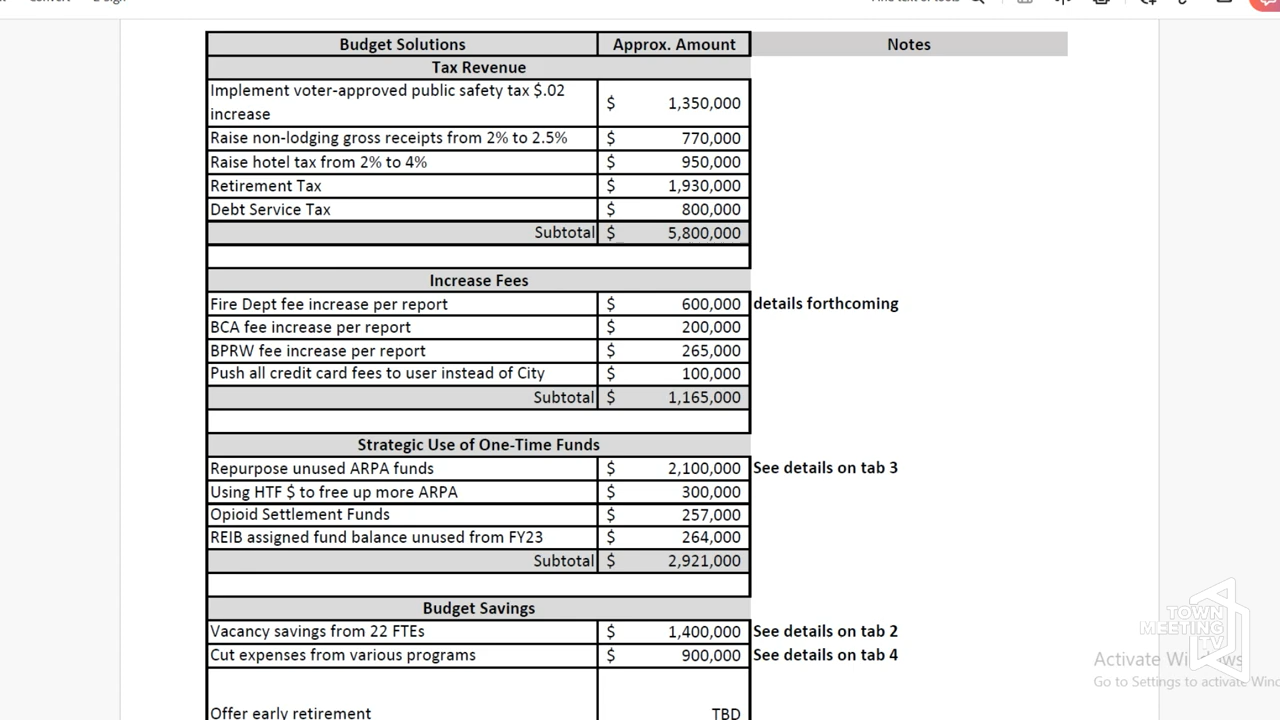 Budget Solutions Approx. Amount Notes
Tax Revenue
Implement voter-approved public safety tax $.02
increase $ 1,350,000
Raise non-lodging gross receipts from 2% to 2.5% $ 770,000
Raise hotel tax from 2% to 4% $ 950,000
Retirement Tax $ 1,930,000
Debt Service Tax $ 800,000
Subtotal $ 5,800,000
Increase Fees
Fire Dept fee increase per report $ 600,000 details forthcoming
BCA fee increase per report $ 200,000
BPRW fee increase per report $ 265,000
Push all credit card fees to user instead of City $ 100,000
Subtotal $ 1,165,000
Strategic Use of One-Time Funds
Repurpose unused ARPA funds $ 2,100,000 See details on tab 3
Using HTF $ to free up more ARPA $ 300,000
Opioid Settlement Funds $ 257,000
REIB assigned fund balance unused from FY23 $ 264,000
Subtotal $ 2,921,000
Budget Savings
Vacancy savings from 22 FTEs $ 1,400,000 See details on tab 2
Cut expenses from various programs $ 900,000 See details on tab 4
Offer early retirement TBD
TOWN
MEETING
TV
Activate Windows
Go to Settings to activate Wind